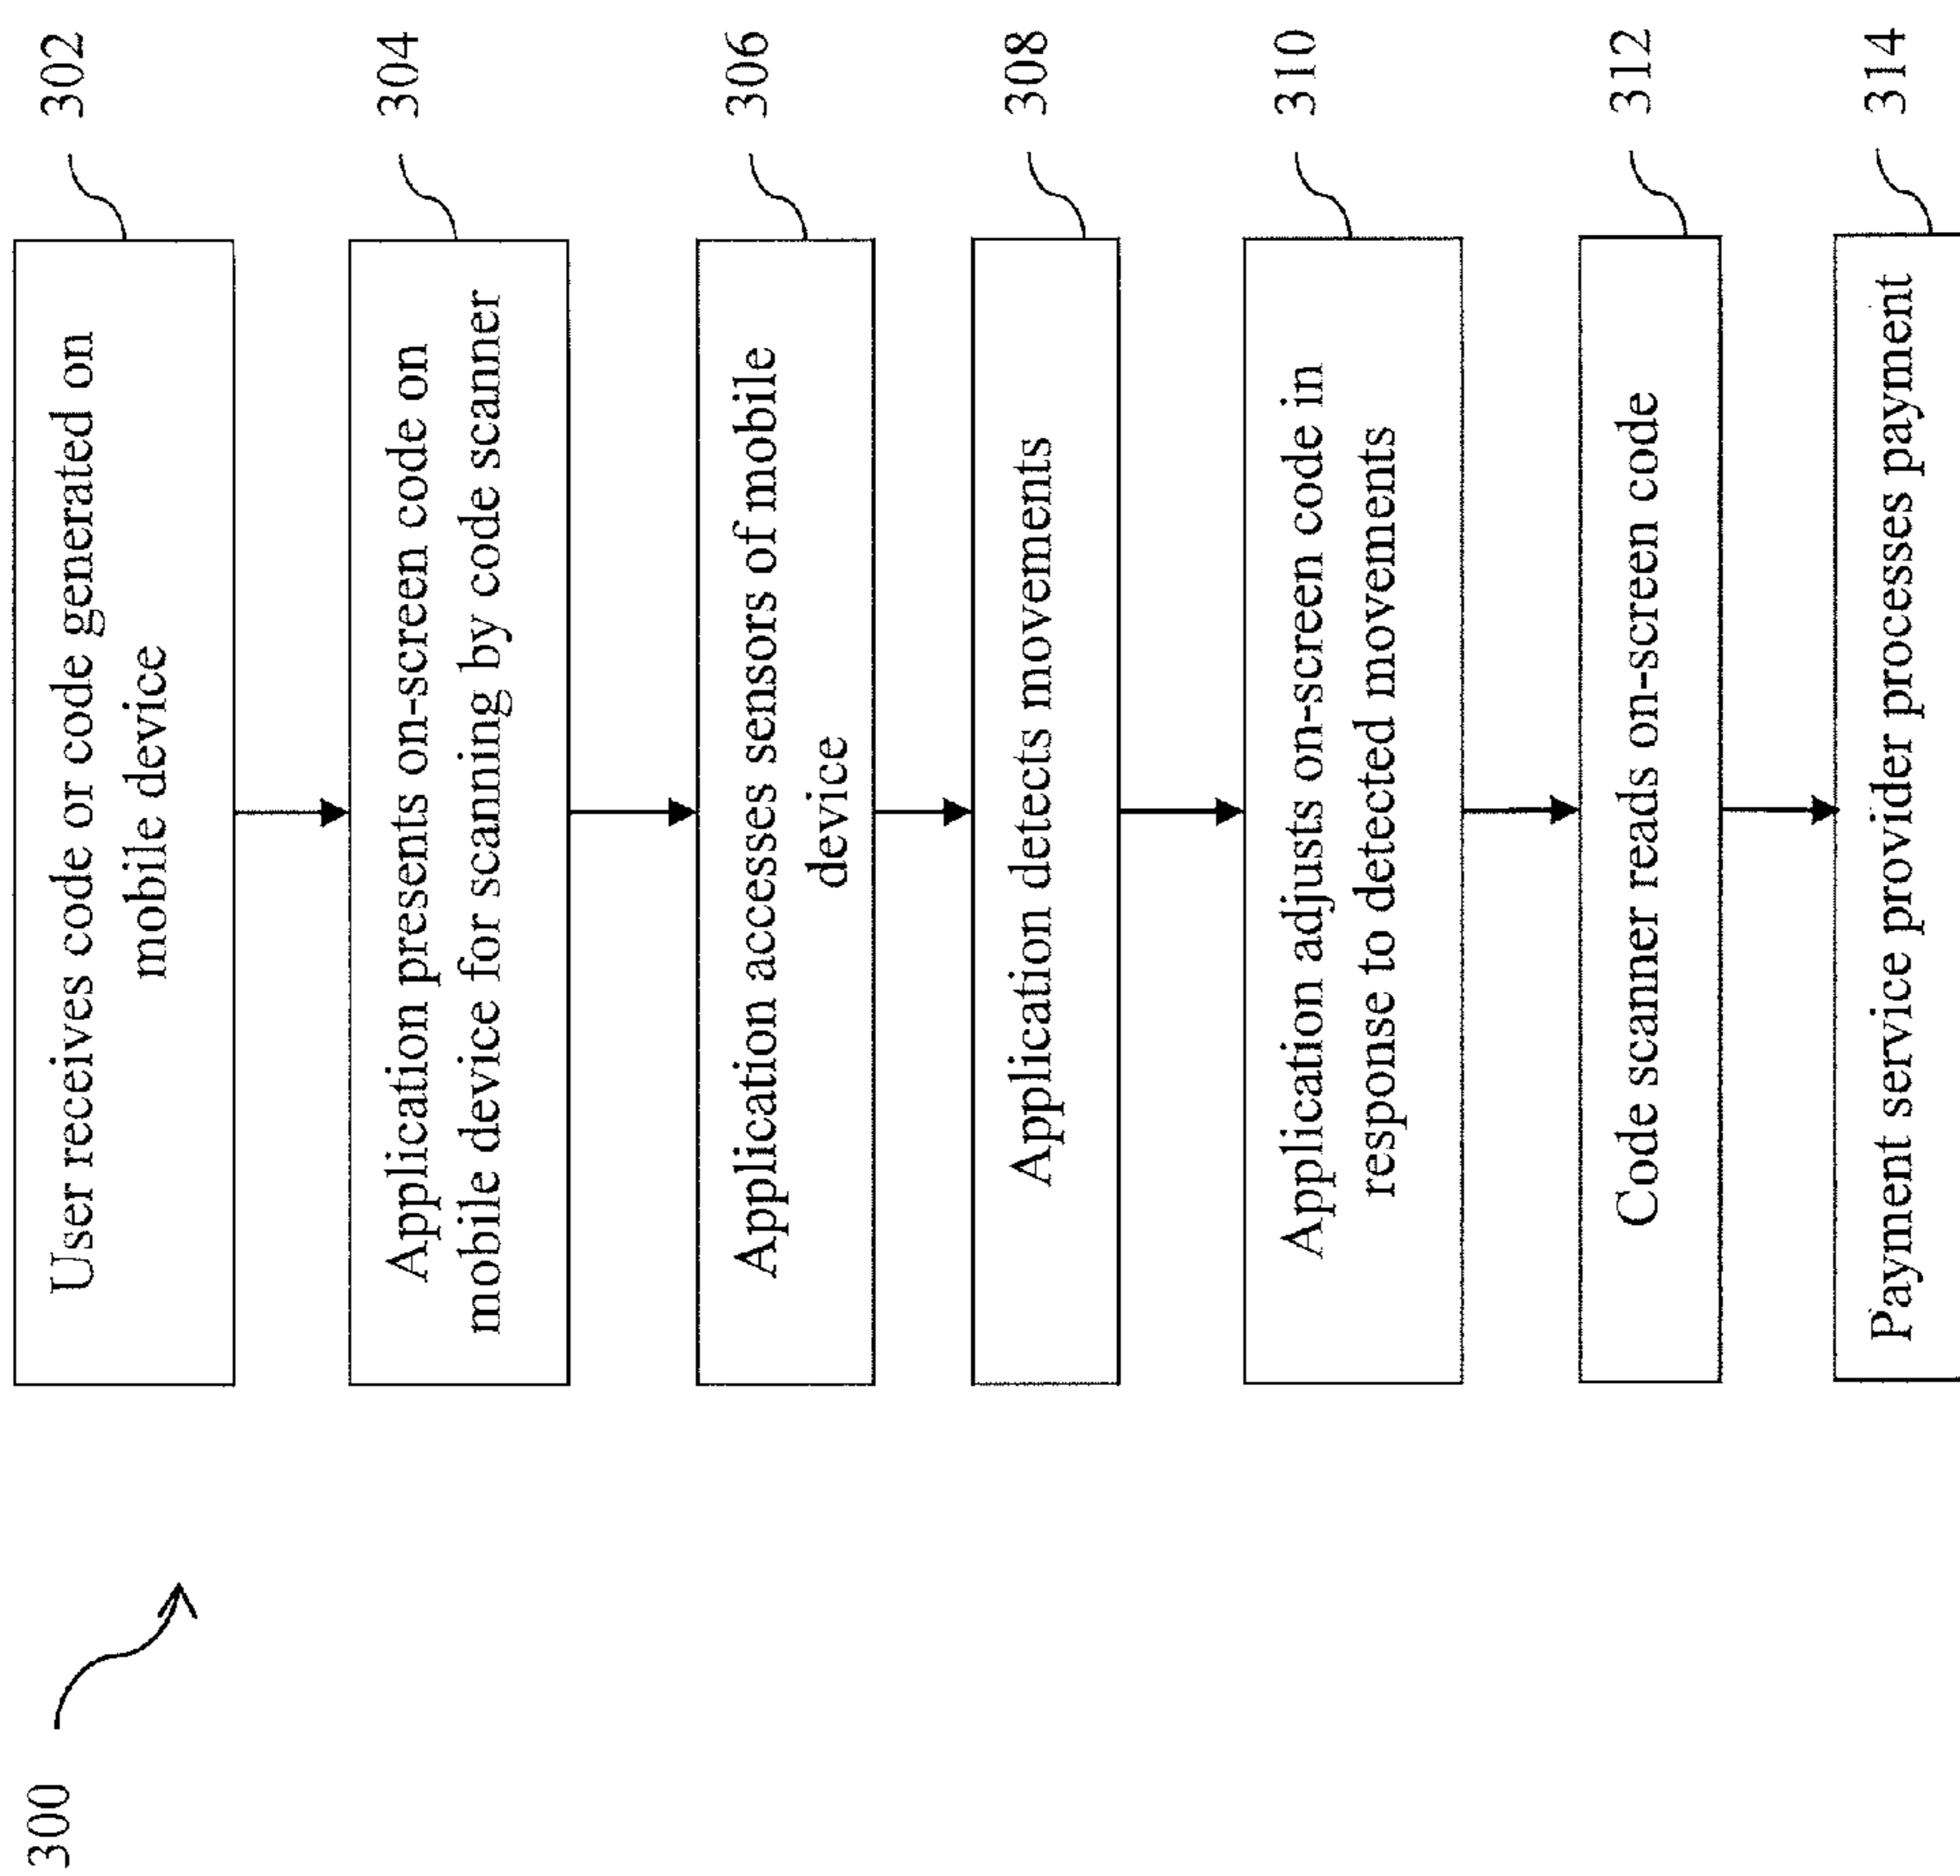 300
User receives code or code generated on
mobile device
302
Application presents on-screen code on
mobile device for scanning by code scanner
304
Application accesses sensors of mobile
device
306
Application detects movements
308
Application adjusts on-screen code in
response to detected movements
310
Code scanner reads on-screen code
312
Payment service provider processes payment
314